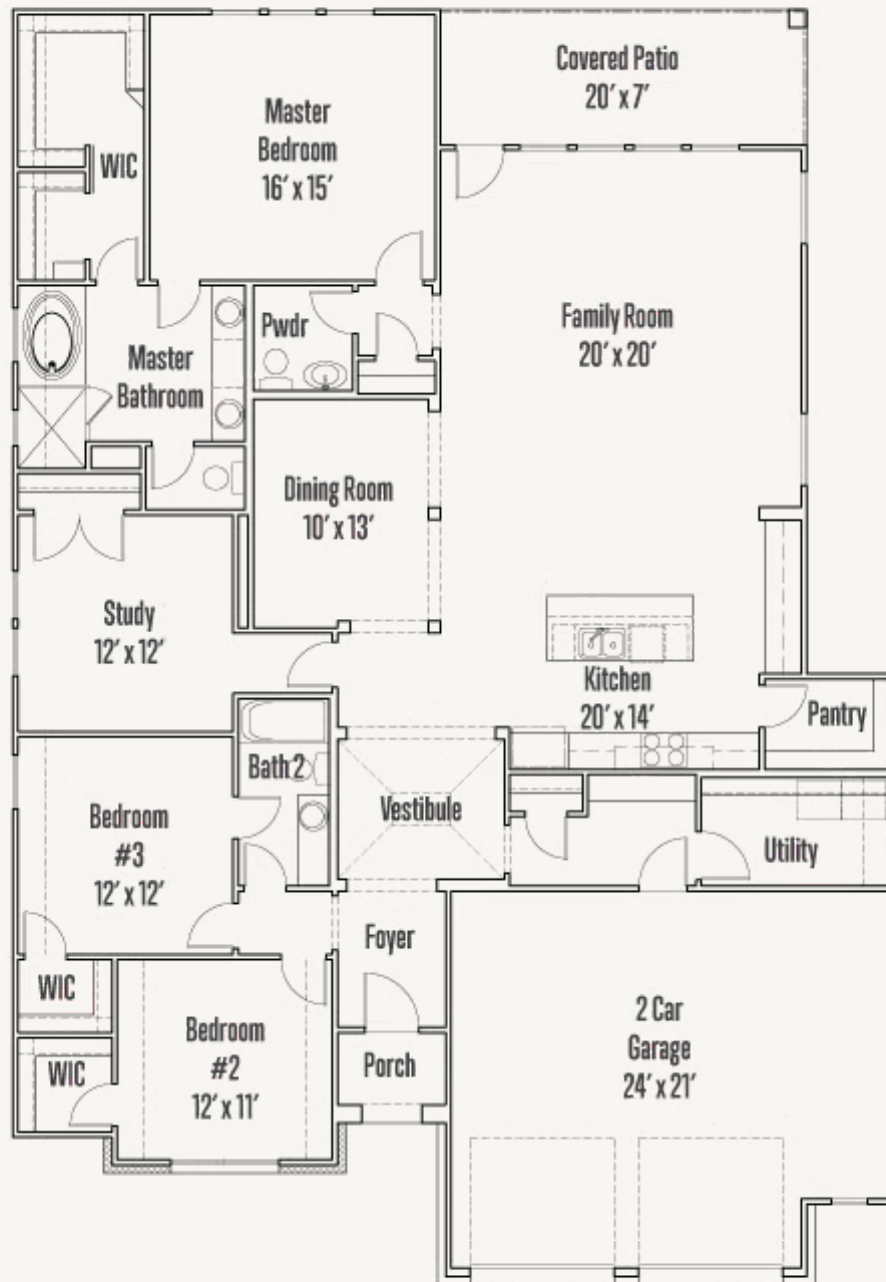 Covered Patio
20′ x 7′
Master
Bedroom
16′ x 15′
WIC
Family Room
20′ x 20′
Pwdr
Master
Bathroom
Dining Room
10′ x 13′
Study
12′ x 12′
Kitchen
20′ x 14′
Pantry
Bath 2
Vestibule
Bedroom
#3
12′ x 12′
Utility
Foyer
WIC
Bedroom
#2
12′ x 11′
WIC
Porch
2 Car
Garage
24′ x 21′